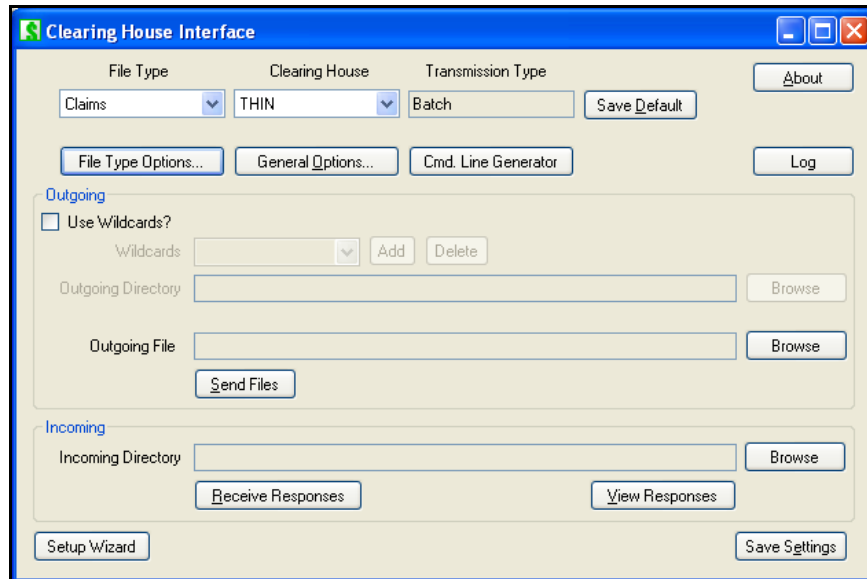 Clearing House Interface
File Type Clearing House Transmission Type
About
Claims THIN Batch Save Default
File Type Options... General Options... Cmd. Line Generator Log
Outgoing
Use Wildcards?
Wildcards Add Delete
Outgoing Directory Browse
Outgoing File Browse
Send Files
Incoming
Incoming Directory Browse
Receive Responses View Responses
Setup Wizard Save Settings